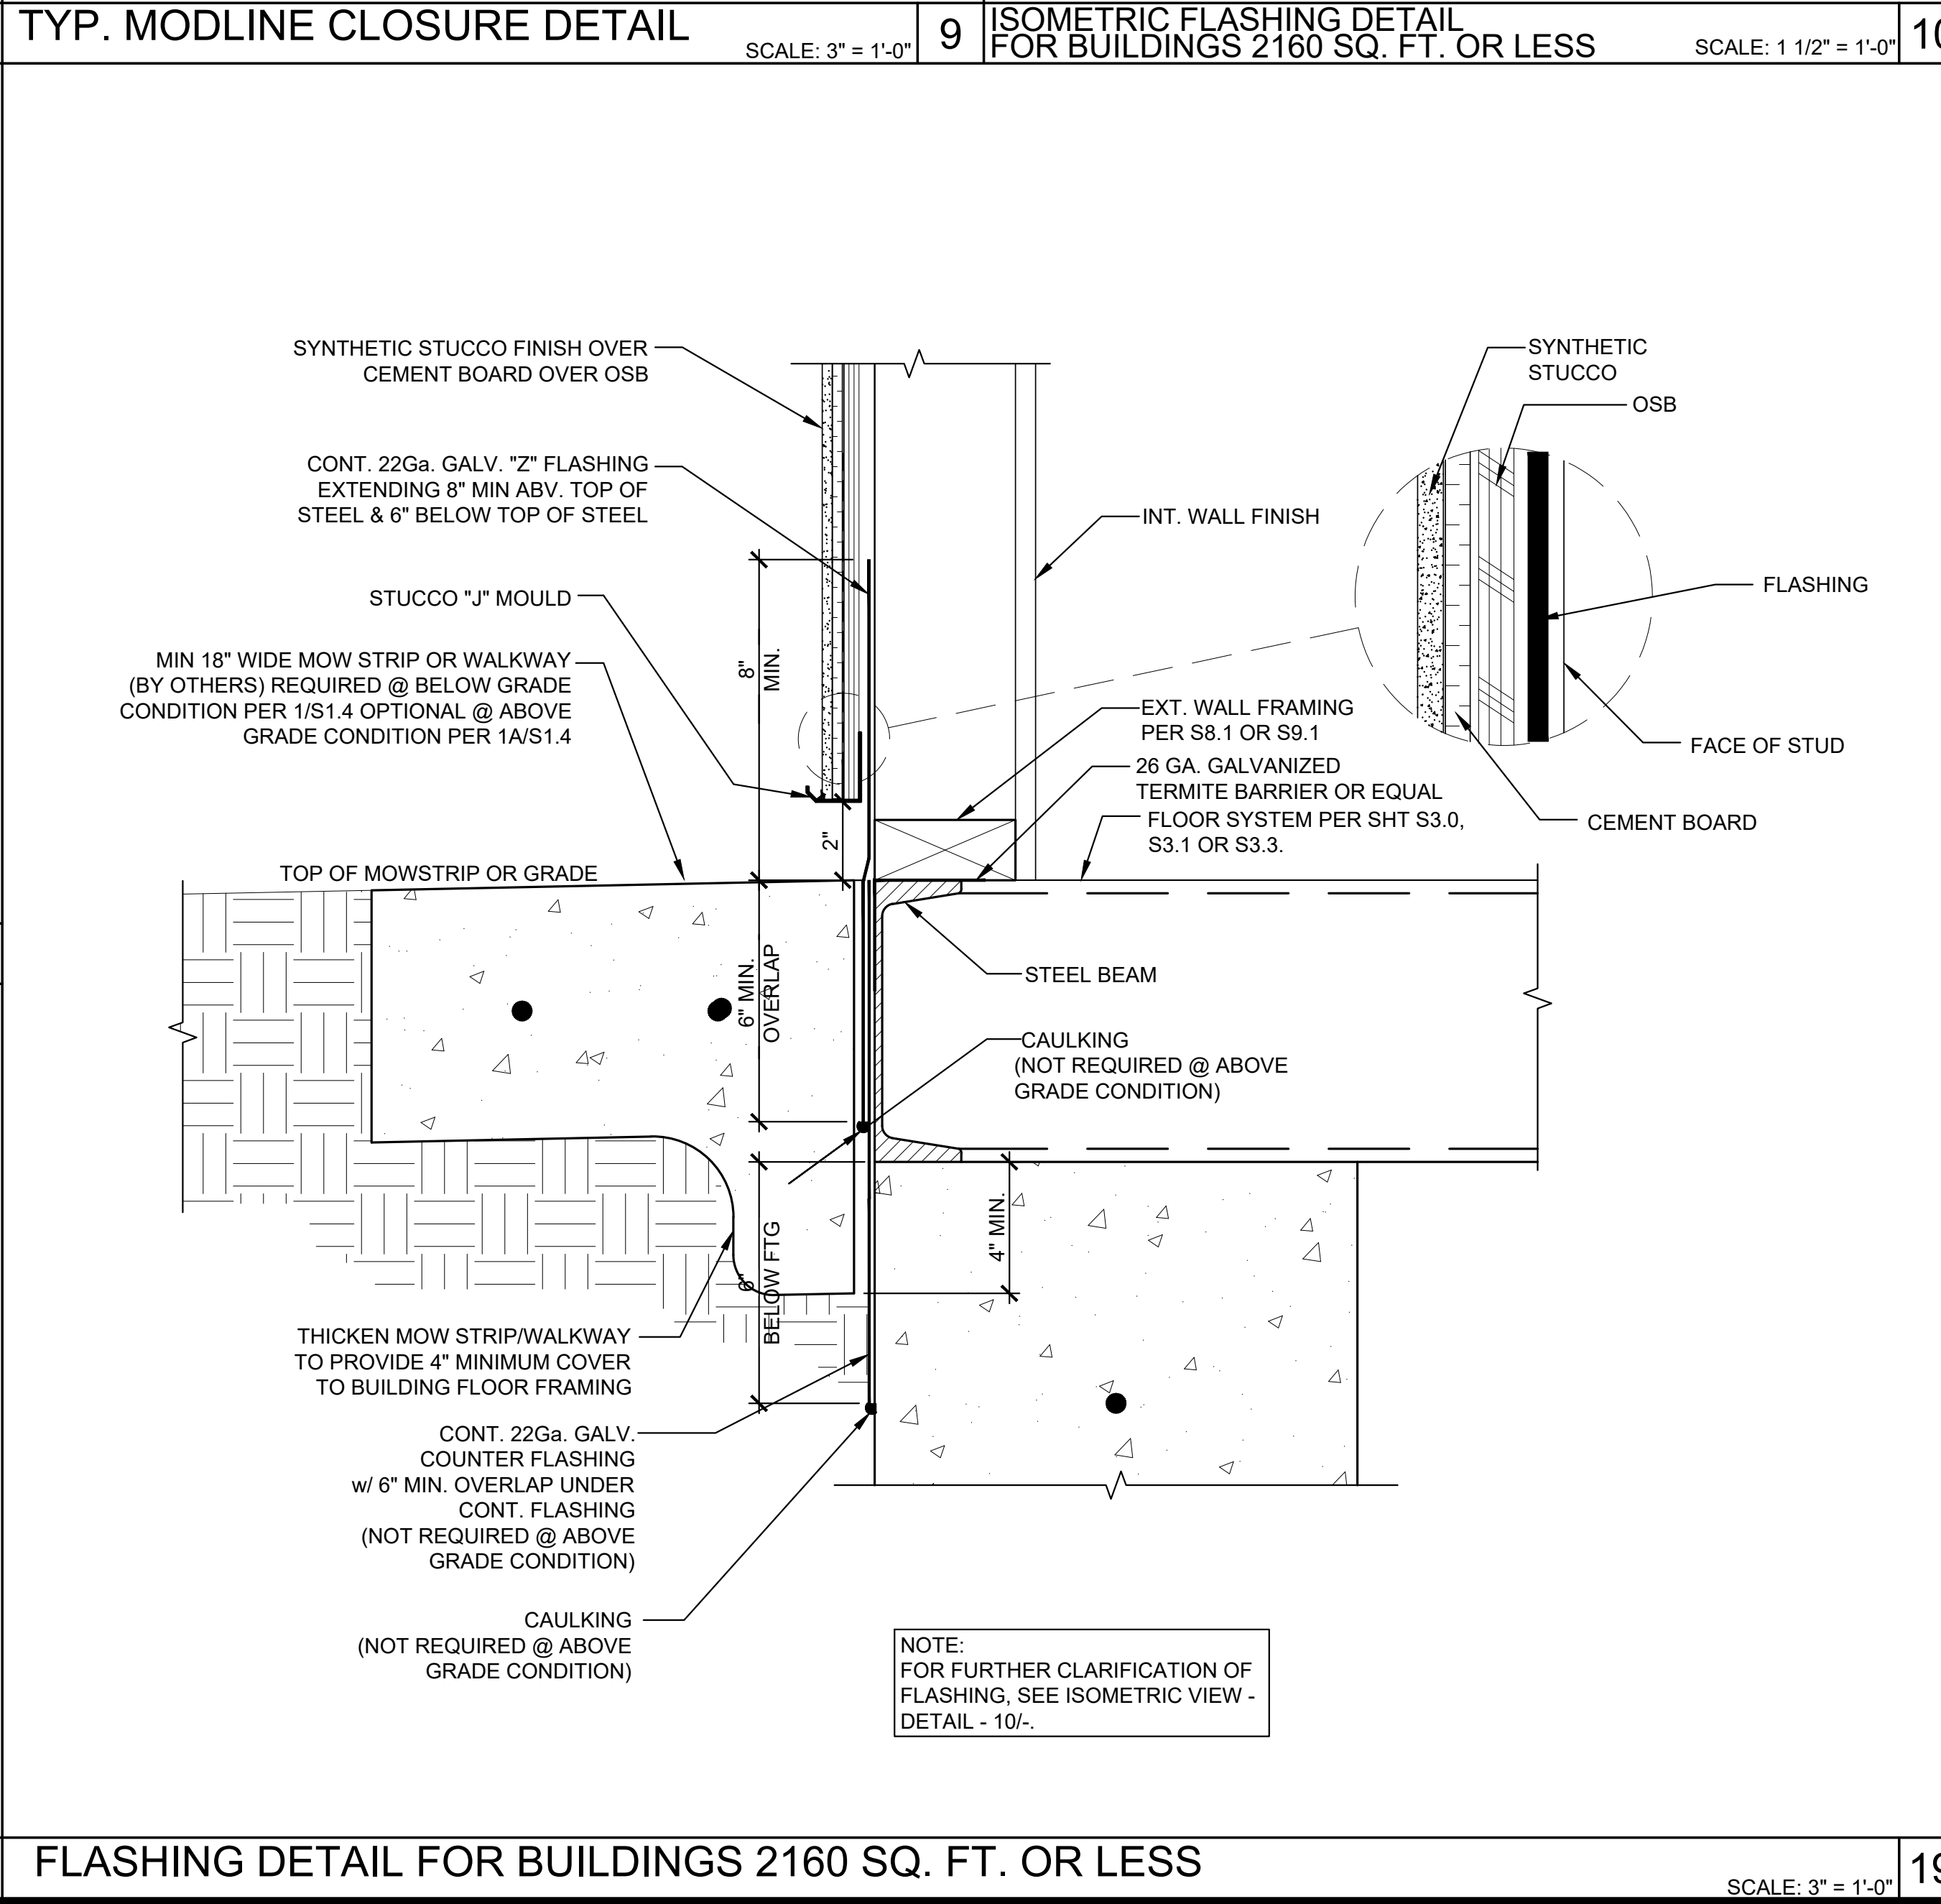 TYP. MODLINE CLOSURE DETAIL
SCALE: 3" = 1'-0"
9
ISOMETRIC FLASHING DETAIL
FOR BUILDINGS 2160 SQ. FT. OR LESS
SCALE: 1 1/2" = 1'-0"
SYNTHETIC STUCCO FINISH OVER
CEMENT BOARD OVER OSB
CONT. 22Ga. GALV. "Z" FLASHING
EXTENDING 8" MIN ABV. TOP OF
STEEL & 6" BELOW TOP OF STEEL
STUCCO "J" MOULD
MIN 18" WIDE MOW STRIP OR WALKWAY
(BY OTHERS) REQUIRED @ BELOW GRADE
CONDITION PER 1/S1.4 OPTIONAL @ ABOVE
GRADE CONDITION PER 1A/S1.4
TOP OF MOWSTRIP OR GRADE
8"
MIN.
2"
6" MIN.
OVERLAP
6"
BELOW FTG
4" MIN.
INT. WALL FINISH
EXT. WALL FRAMING
PER S8.1 OR S9.1
26 GA. GALVANIZED
TERMITE BARRIER OR EQUAL
FLOOR SYSTEM PER SHT S3.0,
S3.1 OR S3.3.
STEEL BEAM
CAULKING
(NOT REQUIRED @ ABOVE
GRADE CONDITION)
SYNTHETIC
STUCCO
OSB
FLASHING
FACE OF STUD
CEMENT BOARD
THICKEN MOW STRIP/WALKWAY
TO PROVIDE 4" MINIMUM COVER
TO BUILDING FLOOR FRAMING
CONT. 22Ga. GALV.
COUNTER FLASHING
w/ 6" MIN. OVERLAP UNDER
CONT. FLASHING
(NOT REQUIRED @ ABOVE
GRADE CONDITION)
CAULKING
(NOT REQUIRED @ ABOVE
GRADE CONDITION)
NOTE:
FOR FURTHER CLARIFICATION OF
FLASHING, SEE ISOMETRIC VIEW -
DETAIL - 10/-.
FLASHING DETAIL FOR BUILDINGS 2160 SQ. FT. OR LESS
SCALE: 3" = 1'-0"